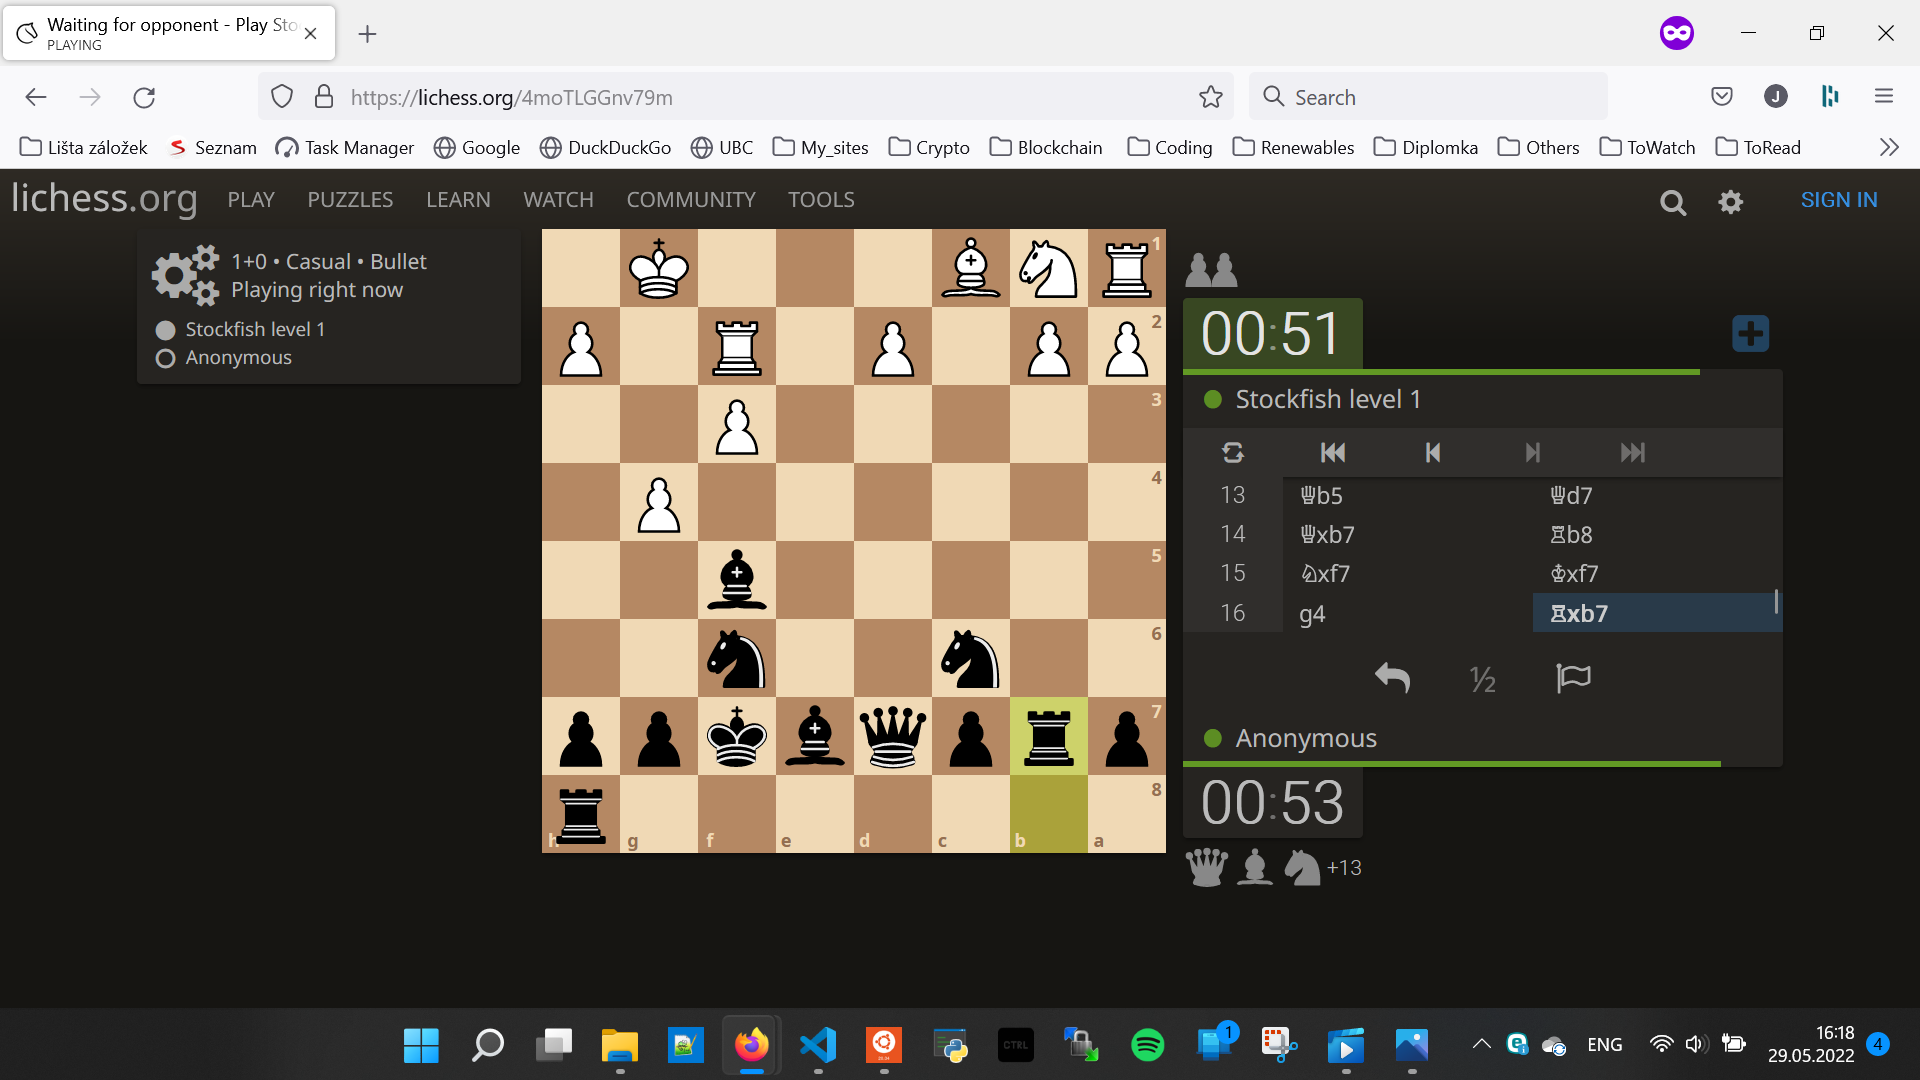 Waiting for opponent - Play Sto
PLAYING
https://lichess.org/4moTLGGnv79m
Search
J
Lišta záložek
Seznam
Task Manager
Google
DuckDuckGo
UBC
My_sites
Crypto
Blockchain
Coding
Renewables
Diplomka
Others
ToWatch
ToRead
lichess.org
PLAY
PUZZLES
LEARN
WATCH
COMMUNITY
TOOLS
SIGN IN
1+0 • Casual • Bullet
Playing right now
Stockfish level 1
Anonymous
1
2
3
4
5
6
7
8
h
g
f
e
d
c
b
a
00:51
Stockfish level 1
13 ♕b5 ♕d7
14 ♕xb7 ♖b8
15 ♘xf7 ♔xf7
16 g4 ♖xb7
½
Anonymous
00:53
+13
CTRL
1
ENG
16:18
29.05.2022
4